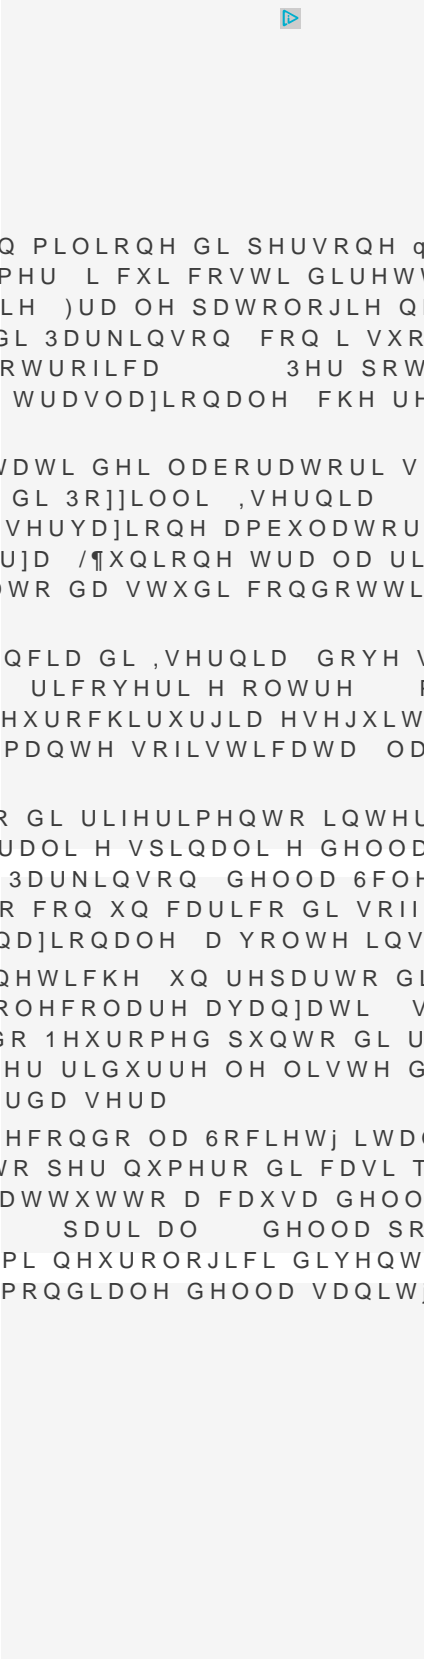 Q PLOLRQH GL SHUVRQH q
PHU L FXL FRVWL GLUHWW
LH )UD OH SDWRORJLH QH
GL 3DUNLQVRQ FRQ L VXR
RWURILFD 3HU SRW
WUDVOD]LRQDOH FKH UH
WDWL GHL ODERUDWRUL V
GL 3R]]LOOL ,VHUQLD
VHUYD]LRQH DPEXODWRU
U]D /¶XQLRQH WUD OD UL
DWR GD VWXGL FRQGRWWL
QFLD GL ,VHUQLD GRYH V
ULFRYHUL H ROWUH
HXURFKLUXUJLD HVHJXLW
PDQWH VRILVWLFDWD OD
R GL ULIHULPHQWR LQWHU
UDOL H VSLQDOL H GHOOD
3DUNLQVRQ GHOOD 6FOH
R FRQ XQ FDULFR GL VRII
QD]LRQDOH D YROWH LQV
QHWLFKH XQ UHSDUWR GL
ROHFRODUH DYDQ]DWL V
GR 1HXURPHG SXQWR GL U
HU ULGXUUH OH OLVWH G
UGD VHUD
HFRQGR OD 6RFLHWj LWDO
WR SHU QXPHUR GL FDVL T
DWWXWWR D FDXVD GHOO
SDUL DO GHOOD SR
PL QHXURORJLFL GLYHQW
PRQGLDOH GHOOD VDQLWj